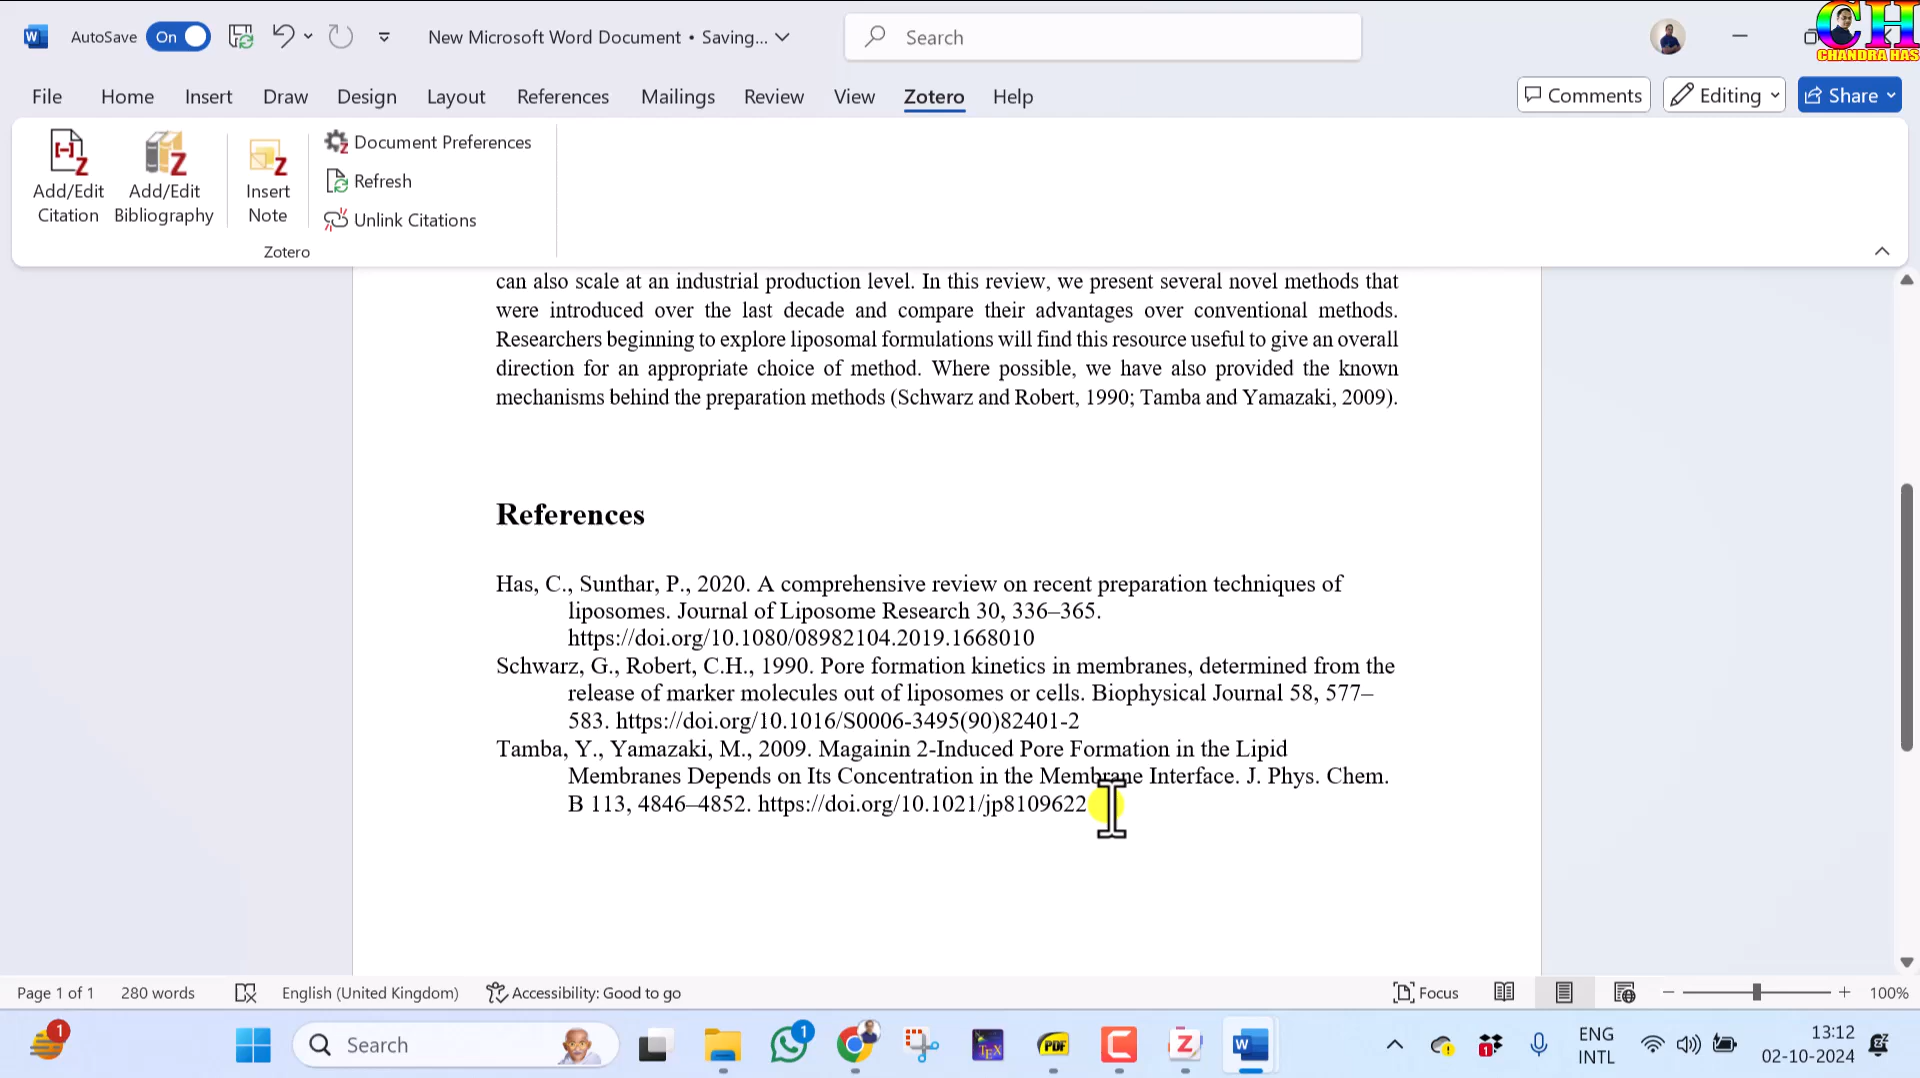 AutoSave On New Microsoft Word Document • Saving... Search
CH
CHANDRA HAS
File Home Insert Draw Design Layout References Mailings Review View Zotero Help Comments Editing Share
Add/Edit Citation
Add/Edit Bibliography
Insert Note
Document Preferences
Refresh
Unlink Citations
Zotero
can also scale at an industrial production level. In this review, we present several novel methods that
were introduced over the last decade and compare their advantages over conventional methods.
Researchers beginning to explore liposomal formulations will find this resource useful to give an overall
direction for an appropriate choice of method. Where possible, we have also provided the known
mechanisms behind the preparation methods (Schwarz and Robert, 1990; Tamba and Yamazaki, 2009).
References
Has, C., Sunthar, P., 2020. A comprehensive review on recent preparation techniques of
liposomes. Journal of Liposome Research 30, 336–365.
https://doi.org/10.1080/08982104.2019.1668010
Schwarz, G., Robert, C.H., 1990. Pore formation kinetics in membranes, determined from the
release of marker molecules out of liposomes or cells. Biophysical Journal 58, 577–
583. https://doi.org/10.1016/S0006-3495(90)82401-2
Tamba, Y., Yamazaki, M., 2009. Magainin 2-Induced Pore Formation in the Lipid
Membranes Depends on Its Concentration in the Membrane Interface. J. Phys. Chem.
B 113, 4846–4852. https://doi.org/10.1021/jp8109622
Page 1 of 1 280 words English (United Kingdom) Accessibility: Good to go Focus 100%
1 Search 1 TEX PDF Z W 1 ENG INTL 13:12
02-10-2024